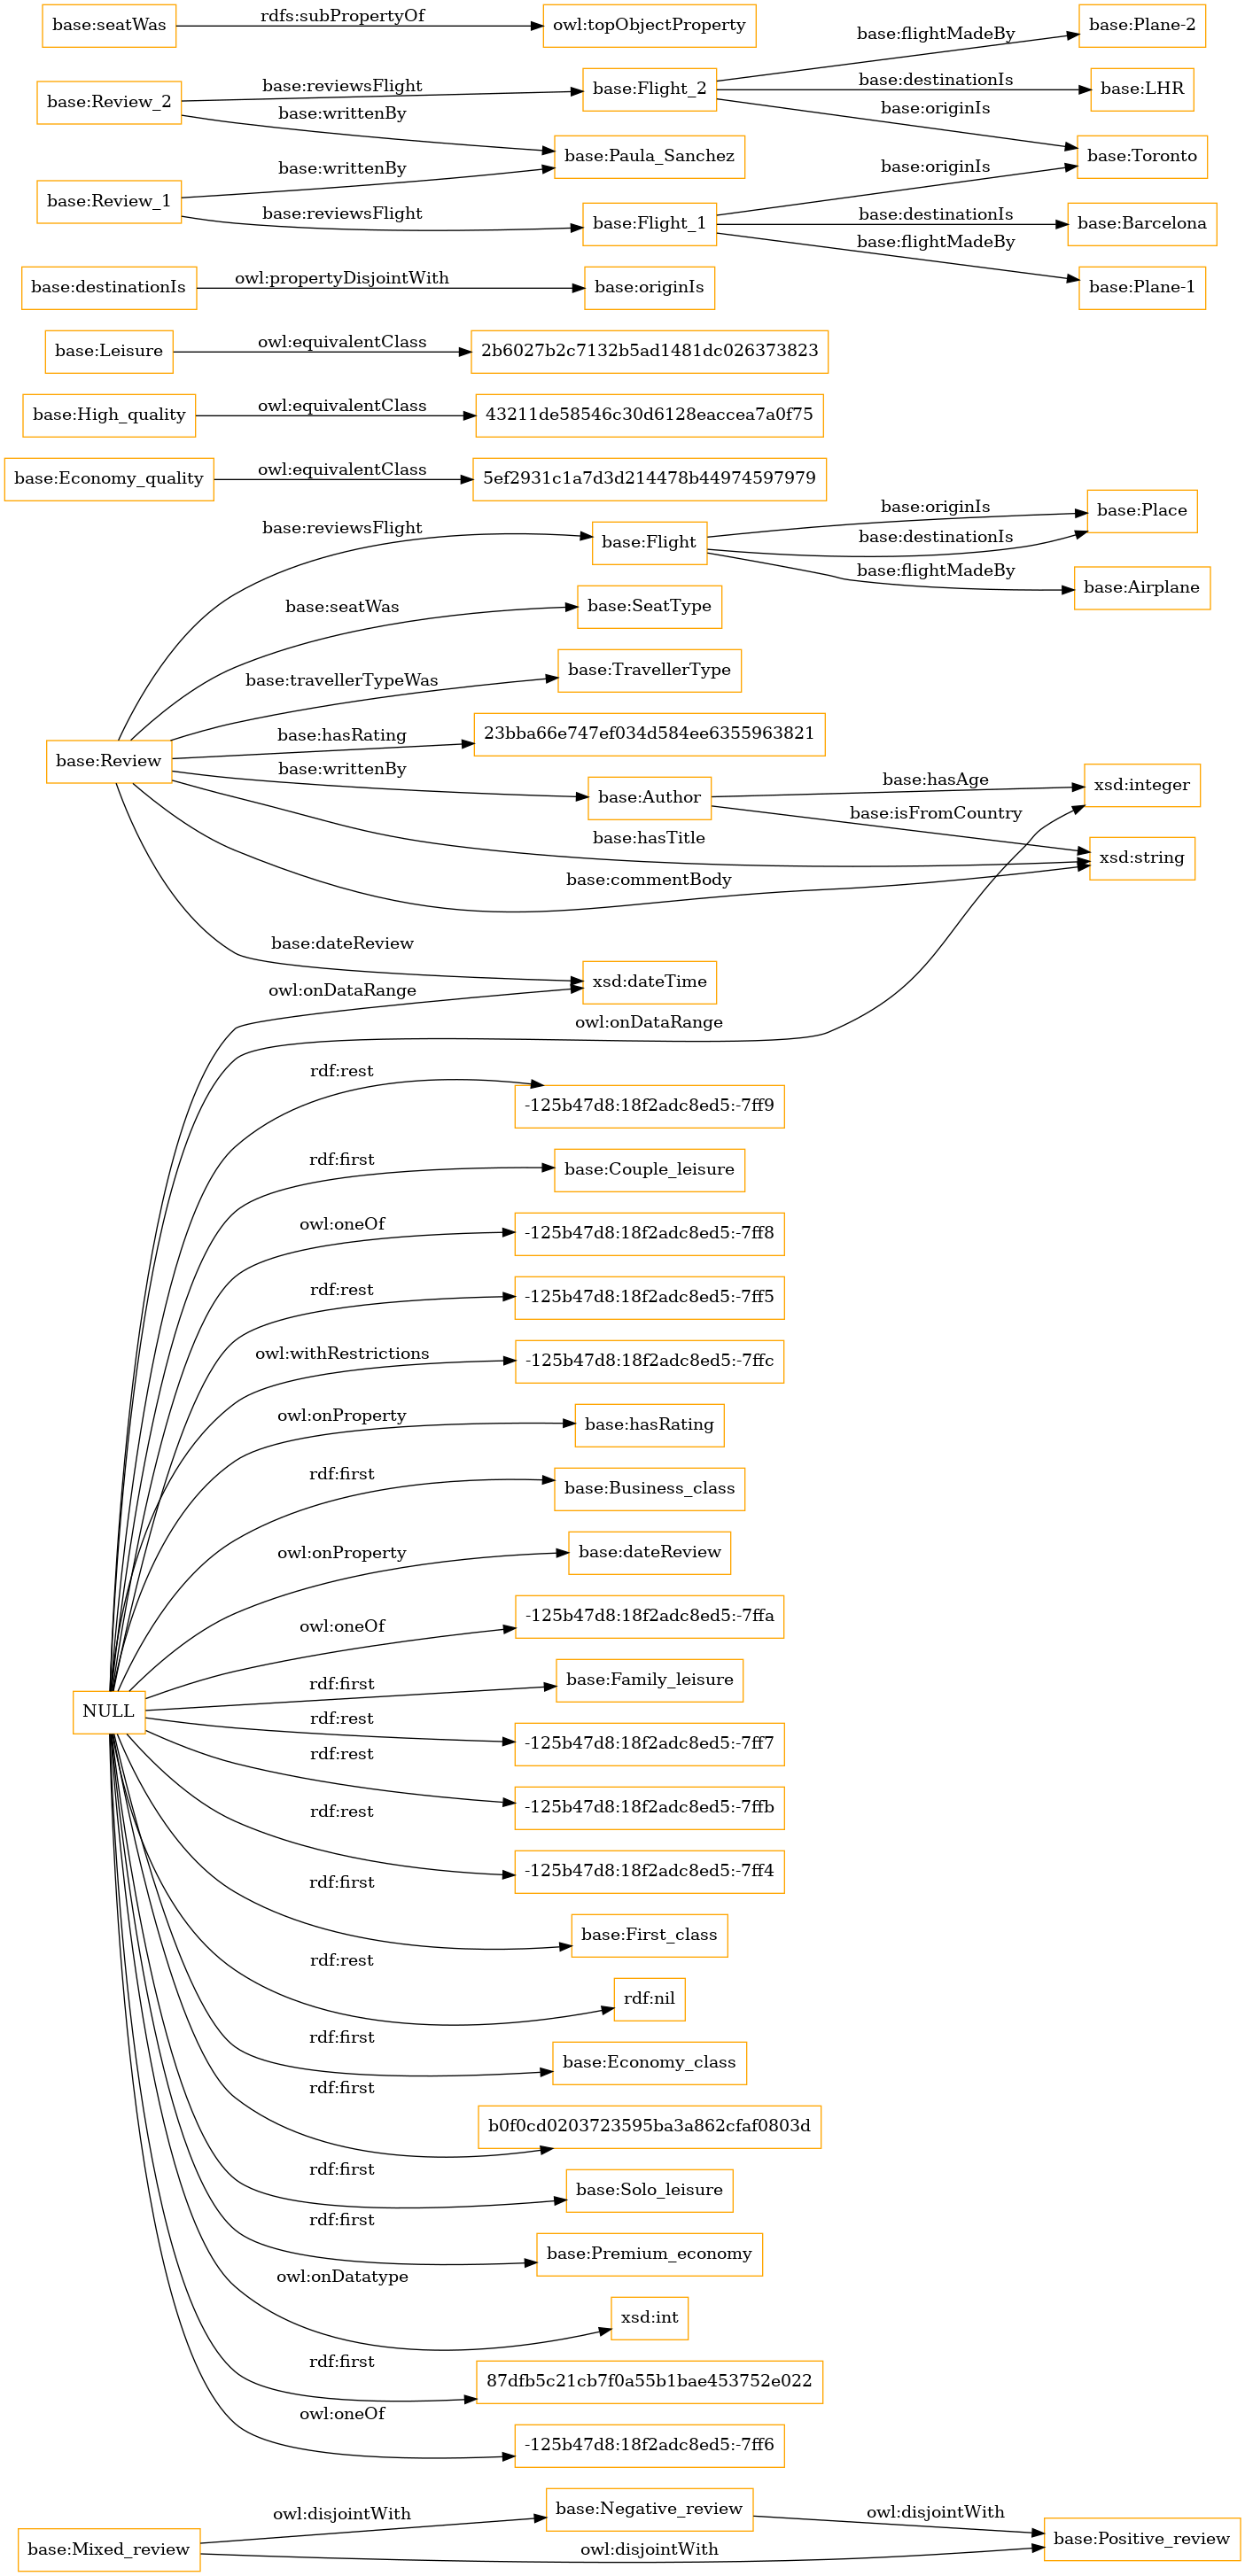 base:seatWas
rdfs:subPropertyOf
owl:topObjectProperty
base:Review_2
base:reviewsFlight
base:writtenBy
base:Flight_2
base:flightMadeBy
base:destinationIs
base:originIs
base:Plane-2
base:LHR
base:Toronto
base:Paula_Sanchez
base:Review_1
base:writtenBy
base:reviewsFlight
base:Flight_1
base:originIs
base:destinationIs
base:flightMadeBy
base:Barcelona
base:Plane-1
base:destinationIs
owl:propertyDisjointWith
base:originIs
base:Leisure
owl:equivalentClass
2b6027b2c7132b5ad1481dc026373823
base:High_quality
owl:equivalentClass
43211de58546c30d6128eaccea7a0f75
base:Economy_quality
owl:equivalentClass
5ef2931c1a7d3d214478b44974597979
base:Review
base:reviewsFlight
base:Flight
base:originIs
base:destinationIs
base:flightMadeBy
base:Place
base:Airplane
base:seatWas
base:SeatType
base:travellerTypeWas
base:TravellerType
base:hasRating
23bba66e747ef034d584ee6355963821
base:writtenBy
base:Author
base:hasAge
base:isFromCountry
xsd:integer
xsd:string
base:hasTitle
base:commentBody
base:dateReview
xsd:dateTime
NULL
owl:onDataRange
owl:onDataRange
rdf:rest
-125b47d8:18f2adc8ed5:-7ff9
rdf:first
base:Couple_leisure
owl:oneOf
-125b47d8:18f2adc8ed5:-7ff8
rdf:rest
-125b47d8:18f2adc8ed5:-7ff5
owl:withRestrictions
-125b47d8:18f2adc8ed5:-7ffc
owl:onProperty
base:hasRating
rdf:first
base:Business_class
owl:onProperty
base:dateReview
owl:oneOf
-125b47d8:18f2adc8ed5:-7ffa
rdf:first
base:Family_leisure
rdf:rest
-125b47d8:18f2adc8ed5:-7ff7
rdf:rest
-125b47d8:18f2adc8ed5:-7ffb
rdf:rest
-125b47d8:18f2adc8ed5:-7ff4
rdf:first
base:First_class
rdf:rest
rdf:nil
rdf:first
base:Economy_class
rdf:first
b0f0cd0203723595ba3a862cfaf0803d
rdf:first
base:Solo_leisure
rdf:first
base:Premium_economy
owl:onDatatype
xsd:int
rdf:first
87dfb5c21cb7f0a55b1bae453752e022
owl:oneOf
-125b47d8:18f2adc8ed5:-7ff6
base:Mixed_review
owl:disjointWith
owl:disjointWith
base:Negative_review
owl:disjointWith
base:Positive_review